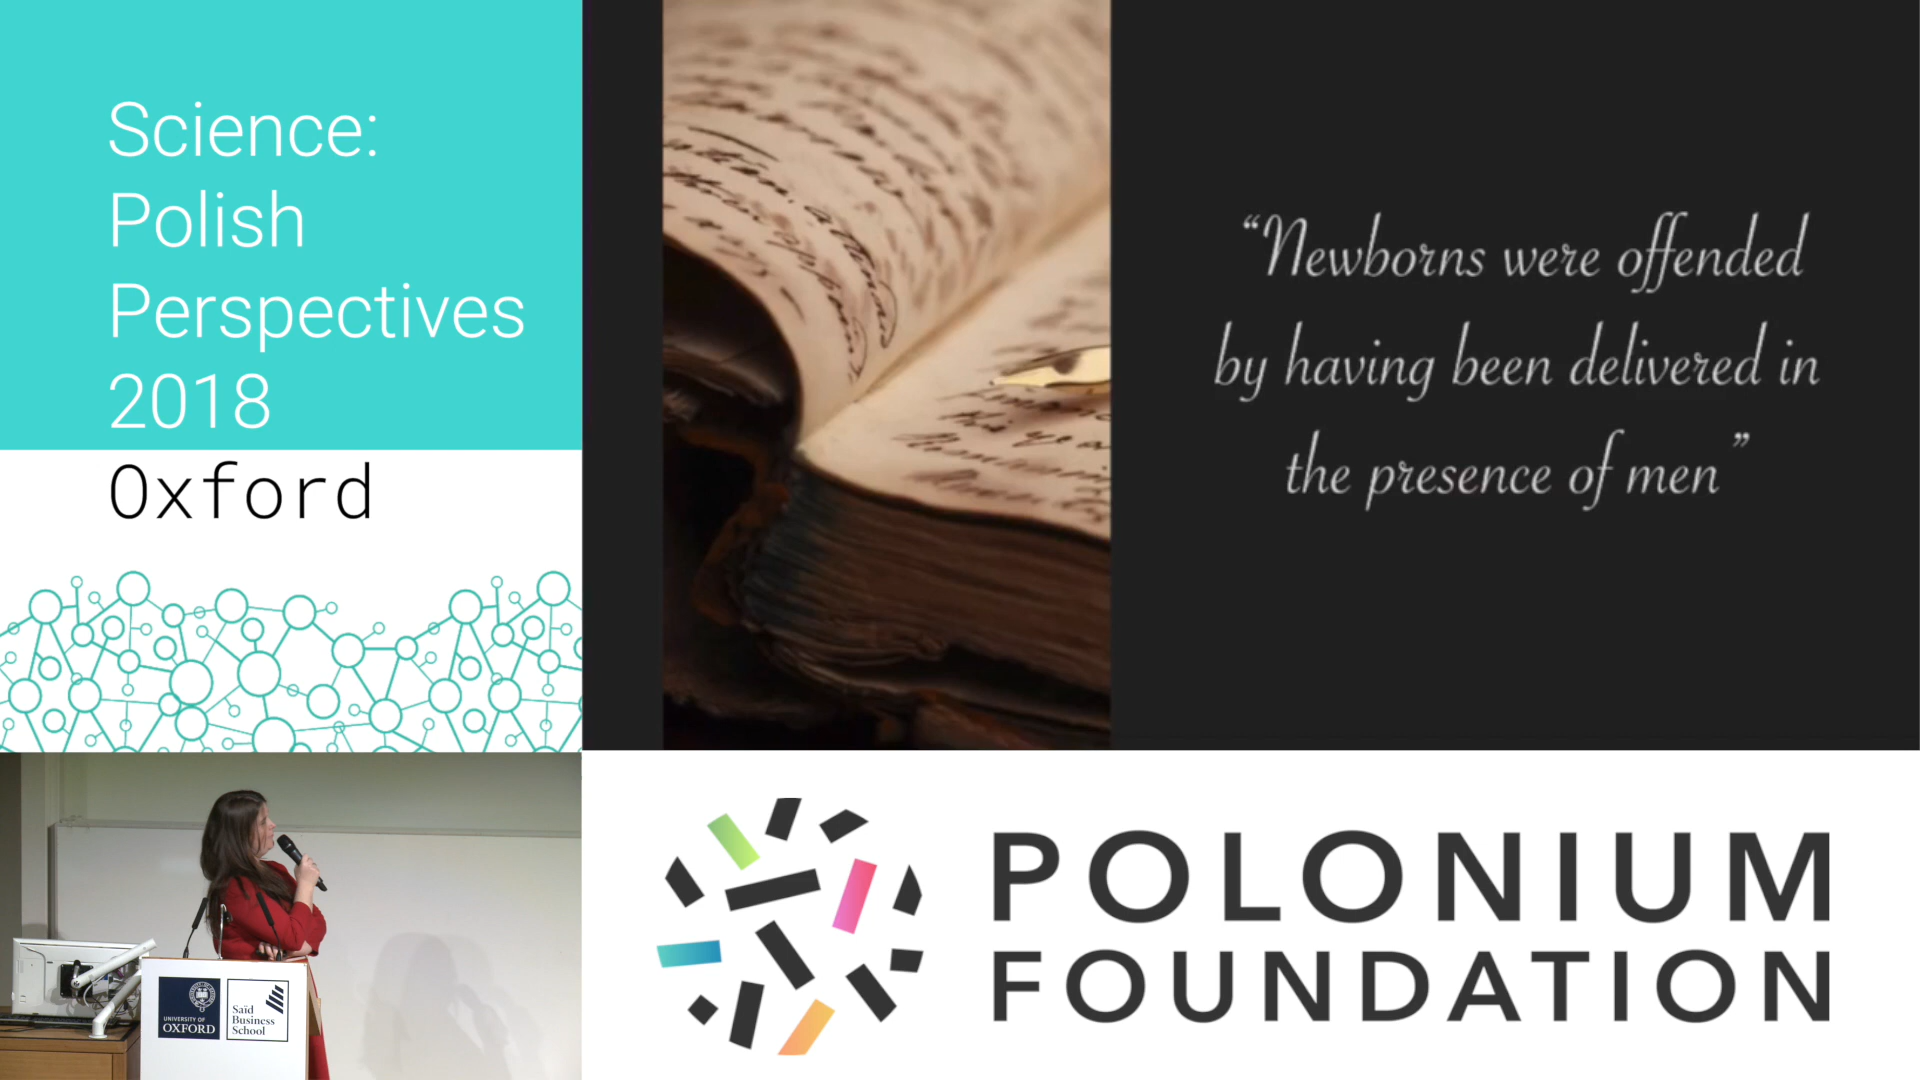 Science:
Polish
Perspectives
2018
Oxford
“Newborns were offended
by having been delivered in
the presence of men”
UNIVERSITY OF
OXFORD
Saïd
Business
School
POLONIUM
FOUNDATION